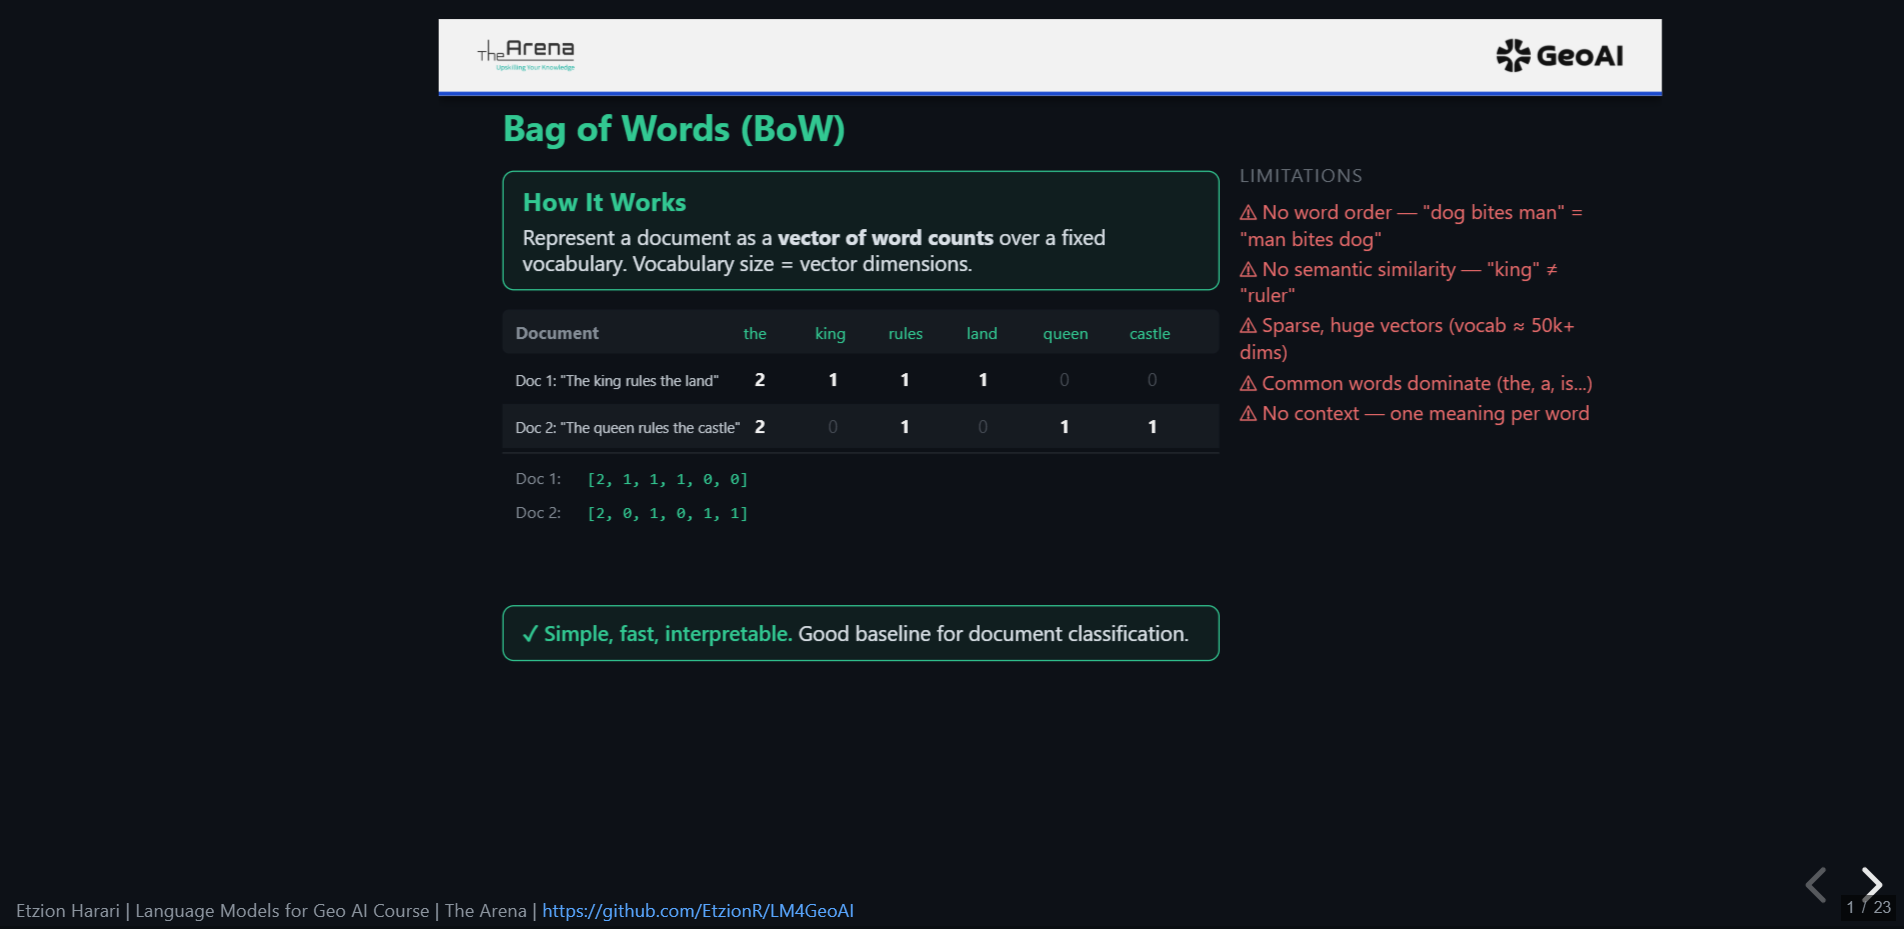 The Arena
Upskilling Your Knowledge
GeoAI
Bag of Words (BoW)
How It Works
Represent a document as a vector of word counts over a fixed
vocabulary. Vocabulary size = vector dimensions.
Document the king rules land queen castle
Doc 1: "The king rules the land" 2 1 1 1 0 0
Doc 2: "The queen rules the castle" 2 0 1 0 1 1
Doc 1: [2, 1, 1, 1, 0, 0]
Doc 2: [2, 0, 1, 0, 1, 1]
✓ Simple, fast, interpretable. Good baseline for document classification.
LIMITATIONS
⚠ No word order — "dog bites man" =
"man bites dog"
⚠ No semantic similarity — "king" ≠
"ruler"
⚠ Sparse, huge vectors (vocab ≈ 50k+
dims)
⚠ Common words dominate (the, a, is...)
⚠ No context — one meaning per word
Etzion Harari | Language Models for Geo AI Course | The Arena | https://github.com/EtzionR/LM4GeoAI
1 / 23